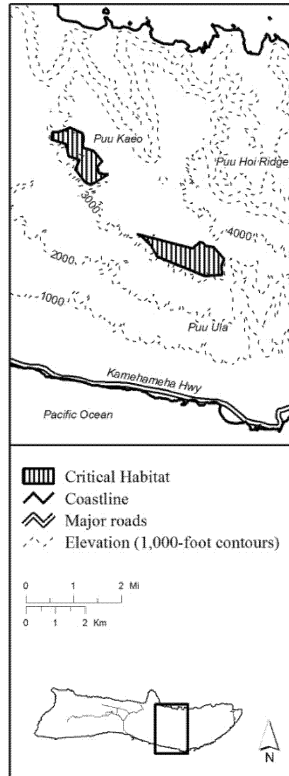 Puu Kaeo
Puu Hoi Ridge
3000
4000
2000
1000
Puu Ula
Kamehameha Hwy
Pacific Ocean
Critical Habitat
Coastline
Major roads
Elevation (1,000-foot contours)
0 1 2 Mi
0 1 2 Km
N